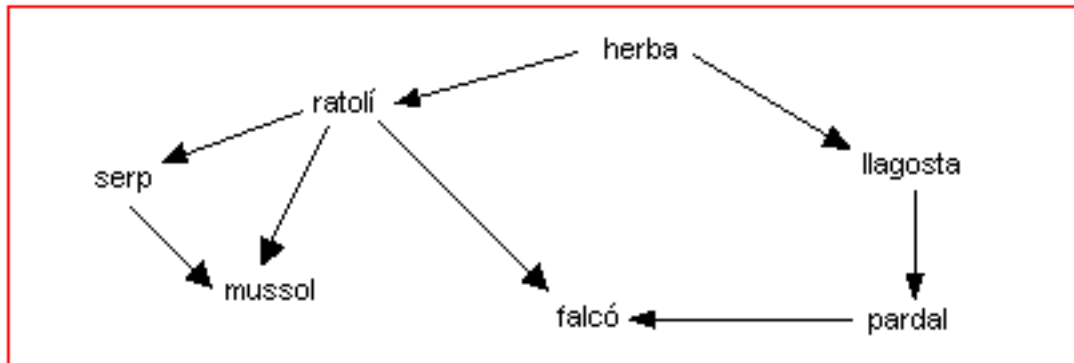 herba
ratolí
llagosta
serp
mussol
falcó
pardal